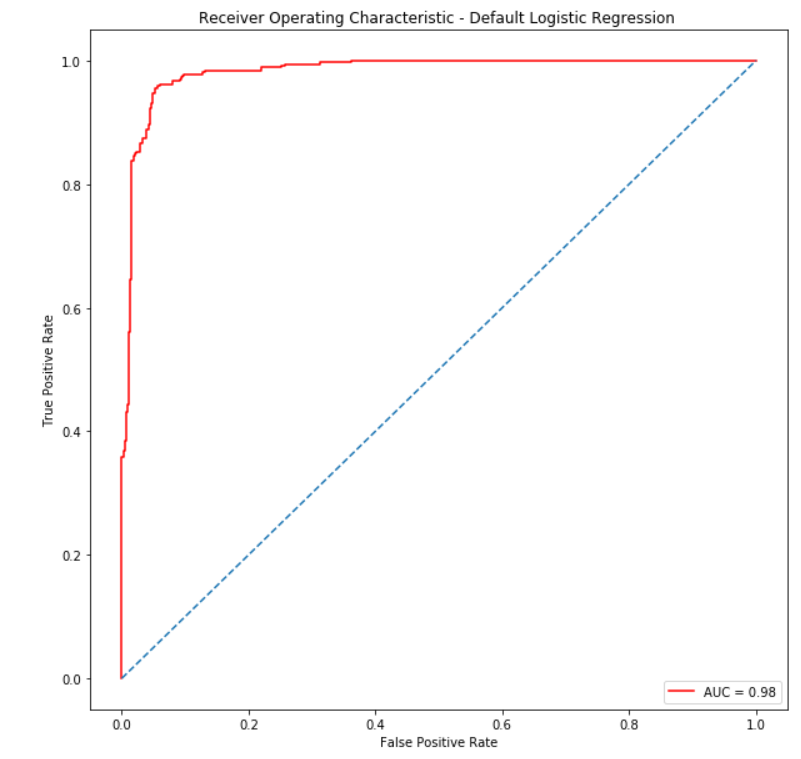 Receiver Operating Characteristic - Default Logistic Regression
1.0
0.8
0.6
0.4
0.2
0.0
True Positive Rate
0.0 0.2 0.4 0.6 0.8 1.0
False Positive Rate
AUC = 0.98